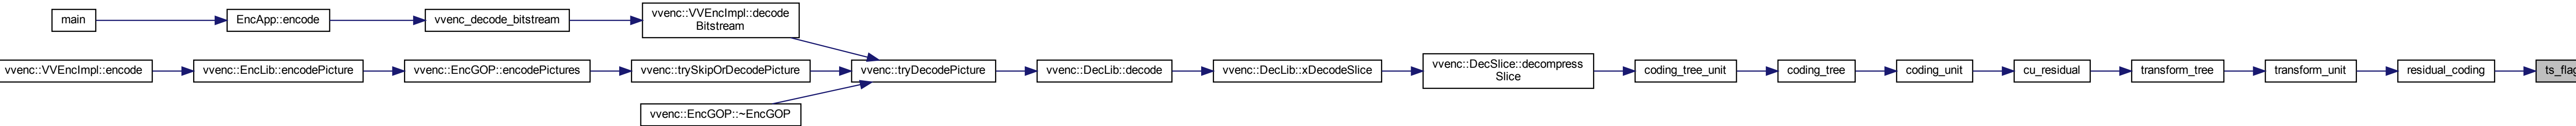 main
EncApp::encode
vvenc_decode_bitstream
vvenc::VVEncImpl::decode
Bitstream
vvenc::VVEncImpl::encode
vvenc::EncLib::encodePicture
vvenc::EncGOP::encodePictures
vvenc::trySkipOrDecodePicture
vvenc::tryDecodePicture
vvenc::DecLib::decode
vvenc::DecLib::xDecodeSlice
vvenc::DecSlice::decompress
Slice
coding_tree_unit
coding_tree
coding_unit
cu_residual
transform_tree
transform_unit
residual_coding
ts_flag
vvenc::EncGOP::~EncGOP